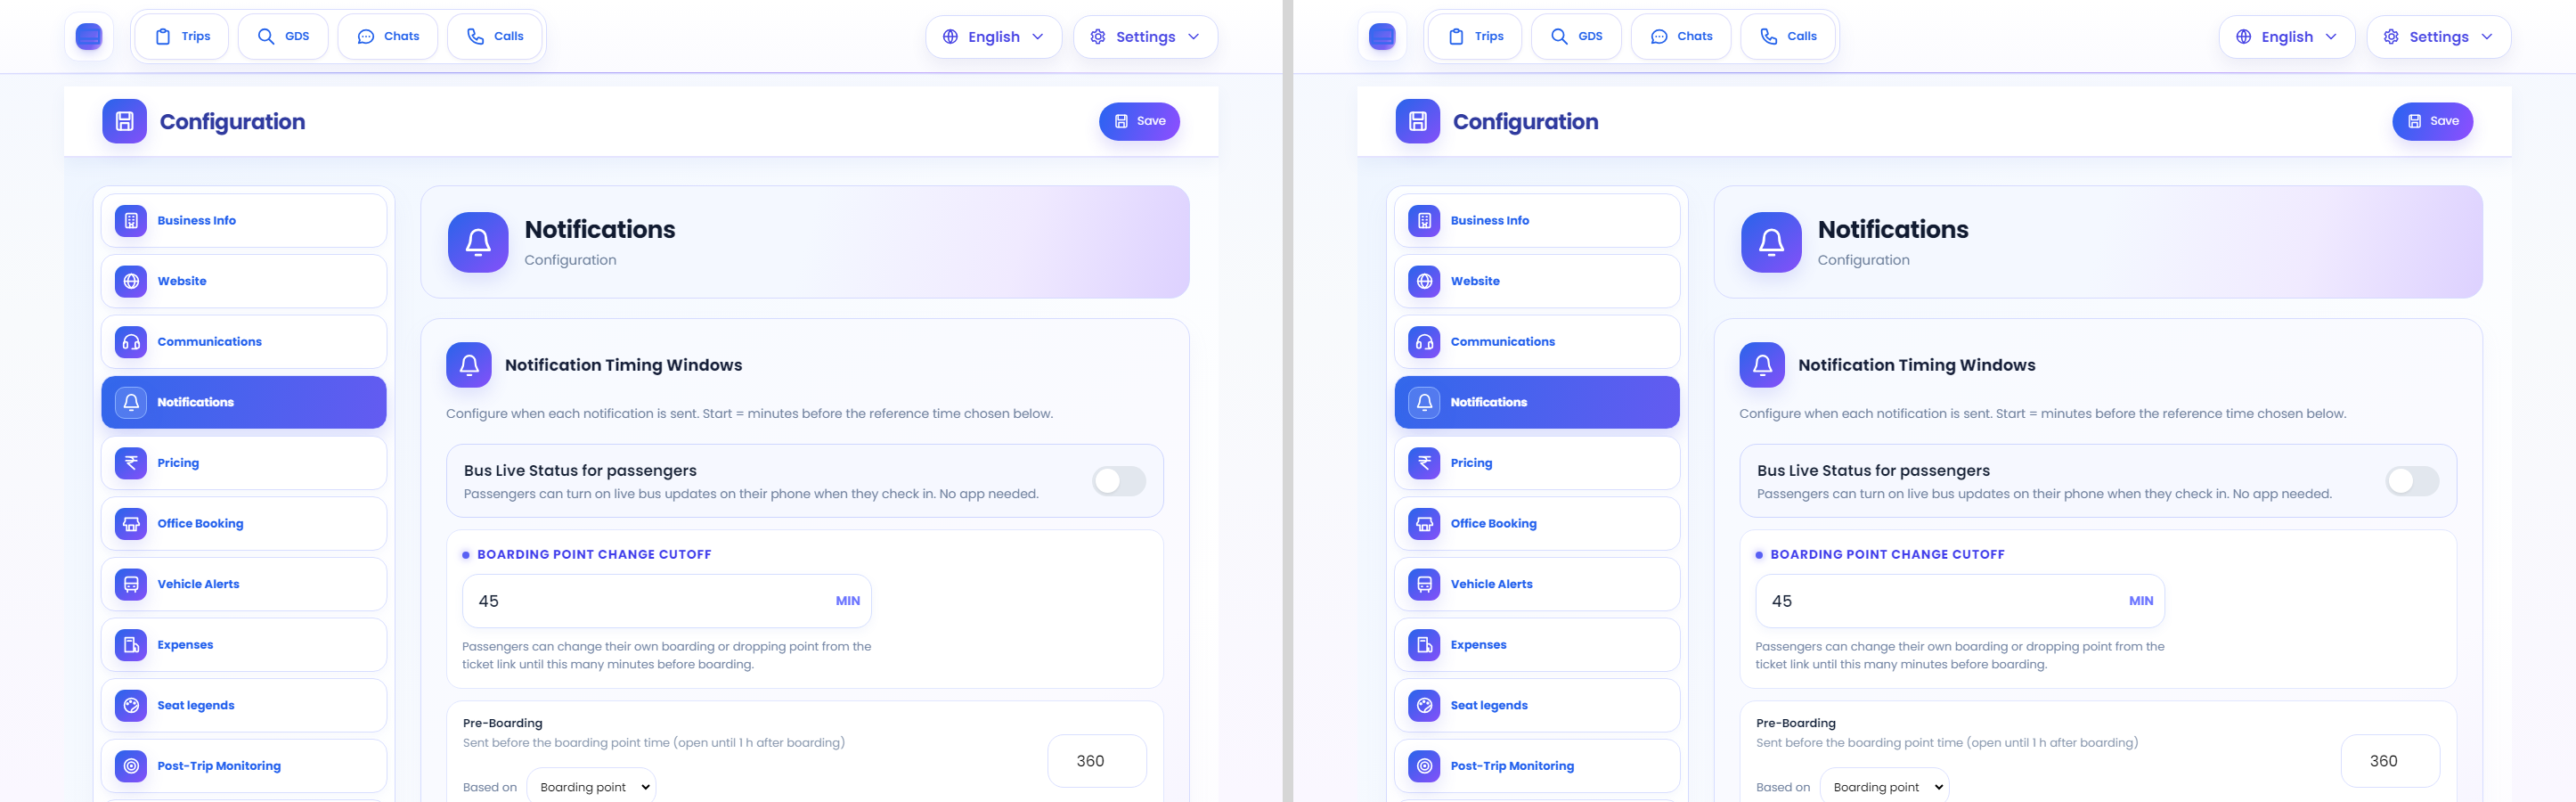 Trips
GDS
Chats
Calls
English
Settings
Configuration
Save
Business Info
Website
Communications
Notifications
Pricing
Office Booking
Vehicle Alerts
Expenses
Seat legends
Post-Trip Monitoring
Notifications
Configuration
Notification Timing Windows
Configure when each notification is sent. Start = minutes before the reference time chosen below.
Bus Live Status for passengers
Passengers can turn on live bus updates on their phone when they check in. No app needed.
BOARDING POINT CHANGE CUTOFF
45 MIN
Passengers can change their own boarding or dropping point from the
ticket link until this many minutes before boarding.
Pre-Boarding
Sent before the boarding point time (open until 1 h after boarding)
360
Based on Boarding point
Trips
GDS
Chats
Calls
English
Settings
Configuration
Save
Business Info
Website
Communications
Notifications
Pricing
Office Booking
Vehicle Alerts
Expenses
Seat legends
Post-Trip Monitoring
Notifications
Configuration
Notification Timing Windows
Configure when each notification is sent. Start = minutes before the reference time chosen below.
Bus Live Status for passengers
Passengers can turn on live bus updates on their phone when they check in. No app needed.
BOARDING POINT CHANGE CUTOFF
45 MIN
Passengers can change their own boarding or dropping point from the
ticket link until this many minutes before boarding.
Pre-Boarding
Sent before the boarding point time (open until 1 h after boarding)
360
Based on Boarding point